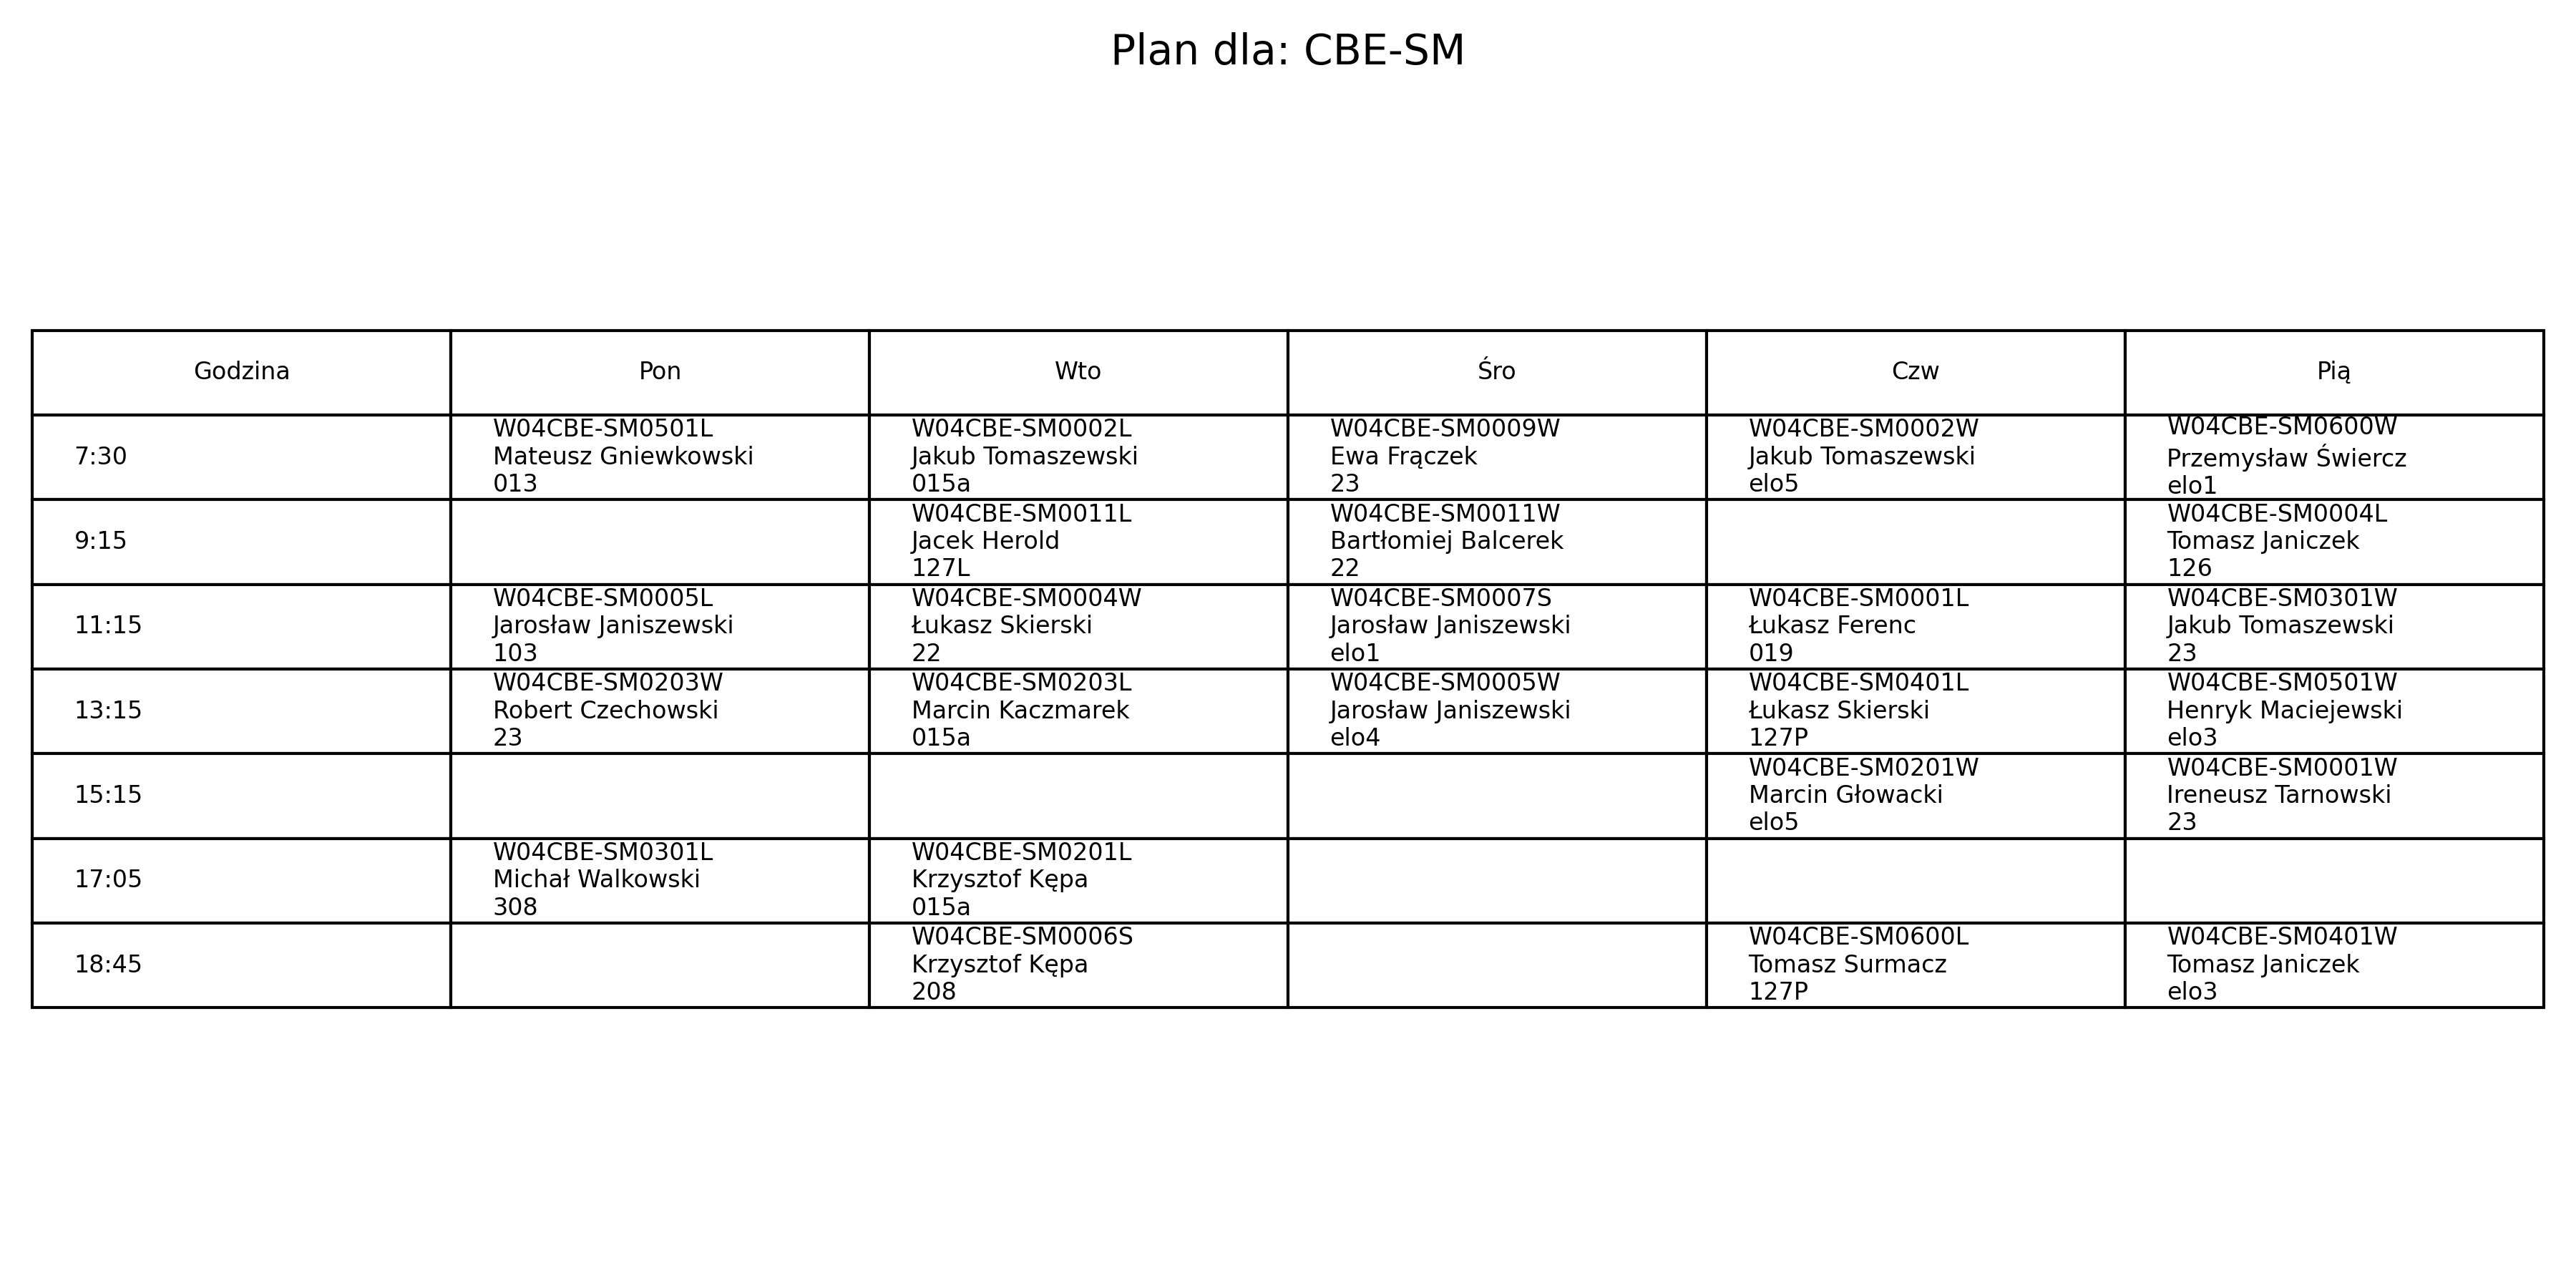 Plan dla: CBE-SM
Godzina
Pon
Wto
Śro
Czw
Pią
7:30
W04CBE-SM0501L
Mateusz Gniewkowski
013
W04CBE-SM0002L
Jakub Tomaszewski
015a
W04CBE-SM0009W
Ewa Frączek
23
W04CBE-SM0002W
Jakub Tomaszewski
elo5
W04CBE-SM0600W
Przemysław Świercz
elo1
9:15
W04CBE-SM0011L
Jacek Herold
127L
W04CBE-SM0011W
Bartłomiej Balcerek
22
W04CBE-SM0004L
Tomasz Janiczek
126
11:15
W04CBE-SM0005L
Jarosław Janiszewski
103
W04CBE-SM0004W
Łukasz Skierski
22
W04CBE-SM0007S
Jarosław Janiszewski
elo1
W04CBE-SM0001L
Łukasz Ferenc
019
W04CBE-SM0301W
Jakub Tomaszewski
23
13:15
W04CBE-SM0203W
Robert Czechowski
23
W04CBE-SM0203L
Marcin Kaczmarek
015a
W04CBE-SM0005W
Jarosław Janiszewski
elo4
W04CBE-SM0401L
Łukasz Skierski
127P
W04CBE-SM0501W
Henryk Maciejewski
elo3
15:15
W04CBE-SM0201W
Marcin Głowacki
elo5
W04CBE-SM0001W
Ireneusz Tarnowski
23
17:05
W04CBE-SM0301L
Michał Walkowski
308
W04CBE-SM0201L
Krzysztof Kępa
015a
18:45
W04CBE-SM0006S
Krzysztof Kępa
208
W04CBE-SM0600L
Tomasz Surmacz
127P
W04CBE-SM0401W
Tomasz Janiczek
elo3